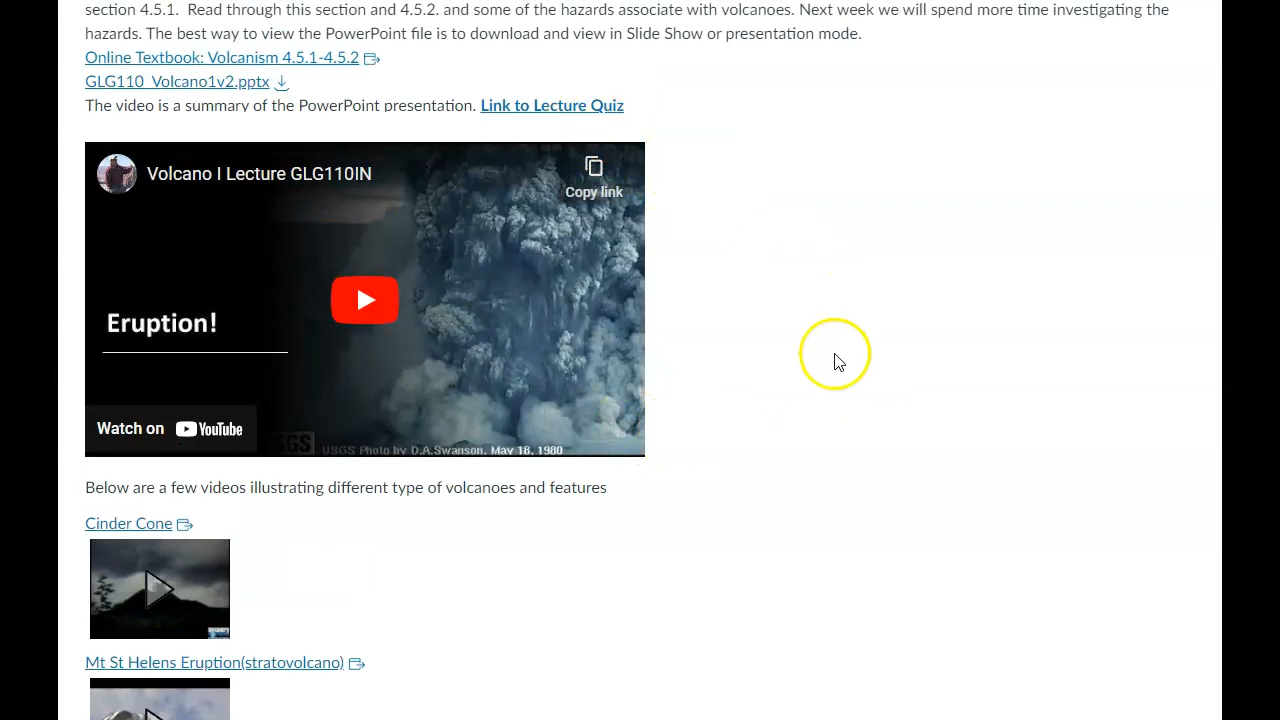 section 4.5.1.  Read through this section and 4.5.2. and some of the hazards associate with volcanoes. Next week we will spend more time investigating the
hazards. The best way to view the PowerPoint file is to download and view in Slide Show or presentation mode.
Online Textbook: Volcanism 4.5.1-4.5.2
GLG110_Volcano1v2.pptx
The video is a summary of the PowerPoint presentation. Link to Lecture Quiz
Volcano I Lecture GLG110IN
Copy link
Eruption!
Watch on YouTube
USGS Photo by D.A.Swanson, May 18, 1980
Below are a few videos illustrating different type of volcanoes and features
Cinder Cone
Mt St Helens Eruption(stratovolcano)